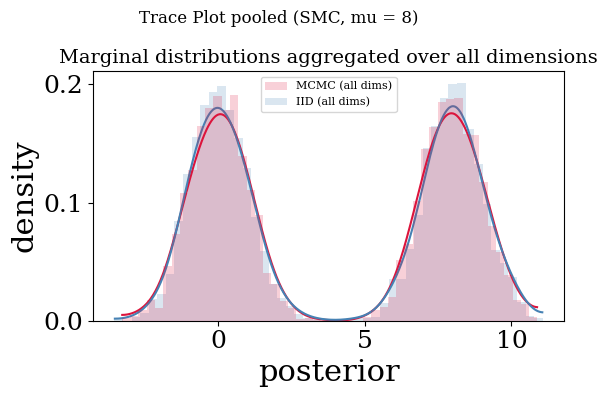 Trace Plot pooled (SMC, mu = 8)
Marginal distributions aggregated over all dimensions
MCMC (all dims)
IID (all dims)
density
0.2
0.1
0.0
0 5 10
posterior